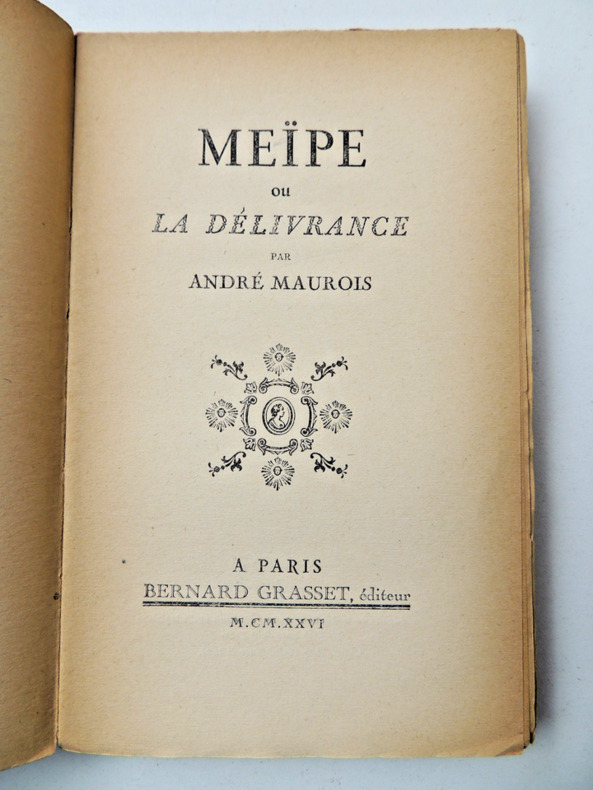 MEÏPE
ou
LA DÉLIVRANCE
PAR
ANDRÉ MAUROIS
A PARIS
BERNARD GRASSET, éditeur
M.CM.XXVI